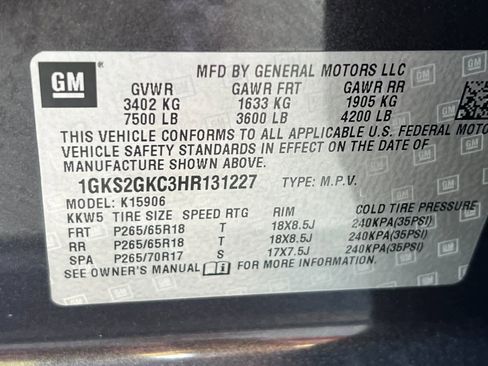 GM
MFD BY GENERAL MOTORS LLC
GVWR GAWR FRT GAWR RR
3402 KG 1633 KG 1905 KG
7500 LB 3600 LB 4200 LB
THIS VEHICLE CONFORMS TO ALL APPLICABLE U.S. FEDERAL MOTO
VEHICLE SAFETY STANDARDS IN EFFECT ON THE DATE OF
MANUFACTURE SHOWN ABOVE.
1GKS2GKC3HR131227 TYPE: M.P.V.
MODEL: K15906
KKW5 TIRE SIZE SPEED RTG RIM COLD TIRE PRESSURE
FRT P265/65R18 T 18X8.5J 240KPA(35PSI)
RR P265/65R18 T 18X8.5J 240KPA(35PSI)
SPA P265/70R17 S 17X7.5J 240KPA(35PSI)
SEE OWNER'S MANUAL FOR MORE INFORMATION.